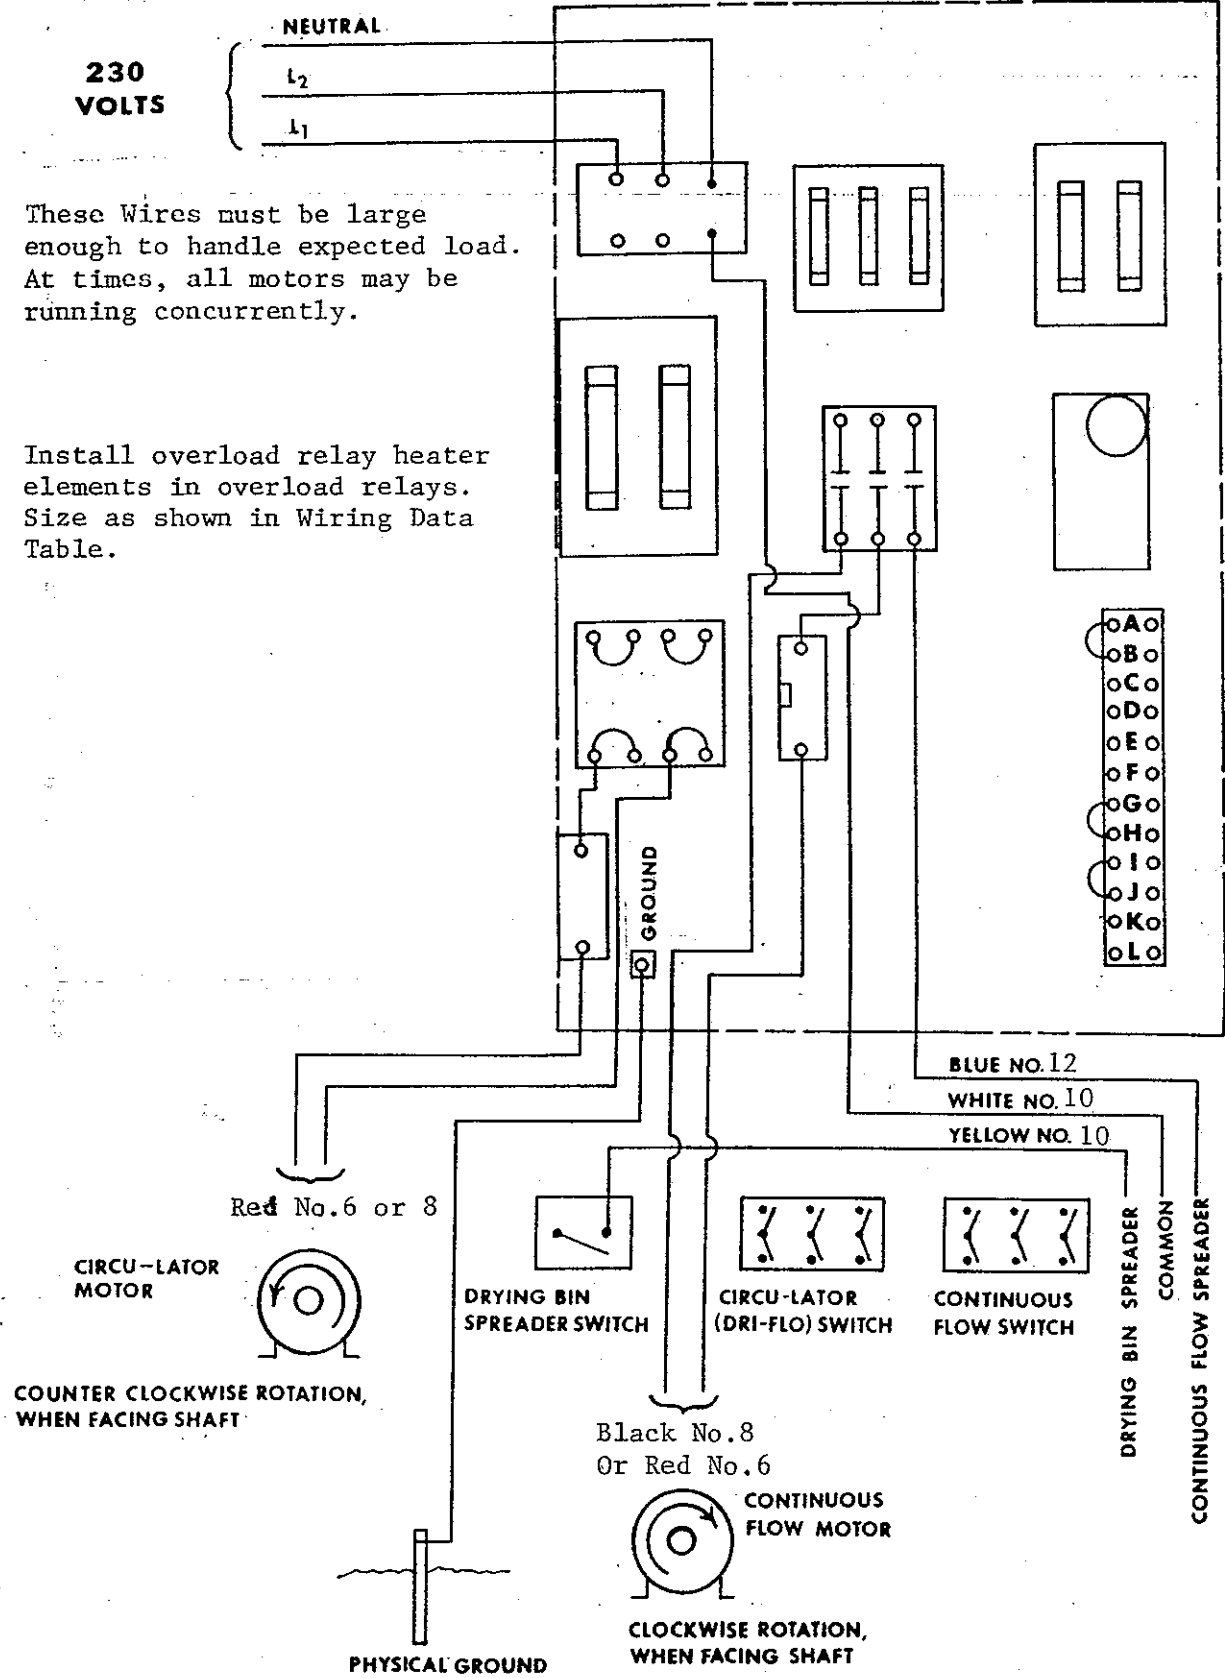 NEUTRAL
230
VOLTS
L2
L1
These Wires must be large
enough to handle expected load.
At times, all motors may be
running concurrently.
Install overload relay heater
elements in overload relays.
Size as shown in Wiring Data
Table.
A
B
C
D
E
F
G
H
I
J
K
L
GROUND
BLUE NO. 12
WHITE NO. 10
YELLOW NO. 10
Red No.6 or 8
CIRCU-LATOR
MOTOR
COUNTER CLOCKWISE ROTATION,
WHEN FACING SHAFT
DRYING BIN
SPREADER SWITCH
CIRCU-LATOR
(DRI-FLO) SWITCH
CONTINUOUS
FLOW SWITCH
DRYING BIN SPREADER
COMMON
CONTINUOUS FLOW SPREADER
Black No.8
Or Red No.6
CONTINUOUS
FLOW MOTOR
CLOCKWISE ROTATION,
WHEN FACING SHAFT
PHYSICAL GROUND